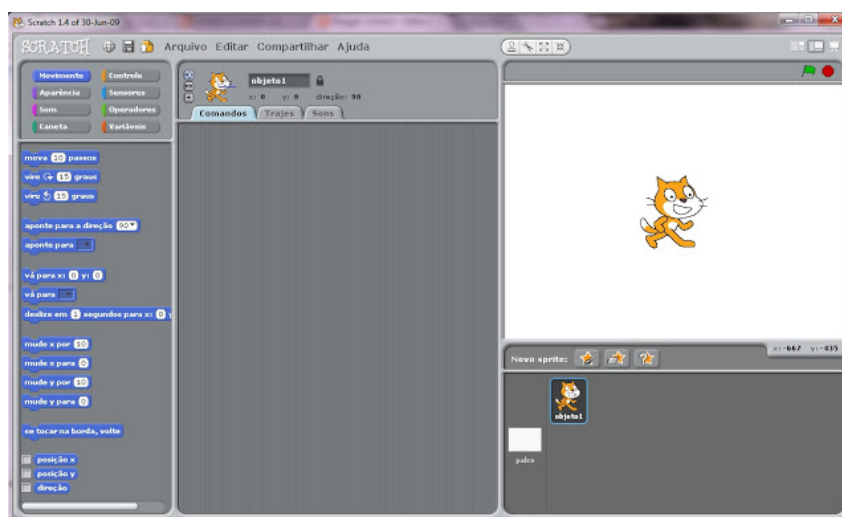 Scratch 1.4 of 30-Jun-09
SCRATCH Arquivo Editar Compartilhar Ajuda
Movimento Controle
Aparência Sensores
Som Operadores
Caneta Variáveis
objeto1
x: 0 y: 0 direção: 90
Comandos Trajes Sons
mova 10 passos
vire 15 graus
vire 15 graus
aponte para a direção 90
aponte para
vá para x: 0 y: 0
vá para
deslize em 1 segundos para x: 0 y
mude x por 10
mude x para 0
mude y por 10
mude y para 0
se tocar na borda, volte
posição x
posição y
direção
x: -667 y: -435
Novo sprite:
objeto1
palco